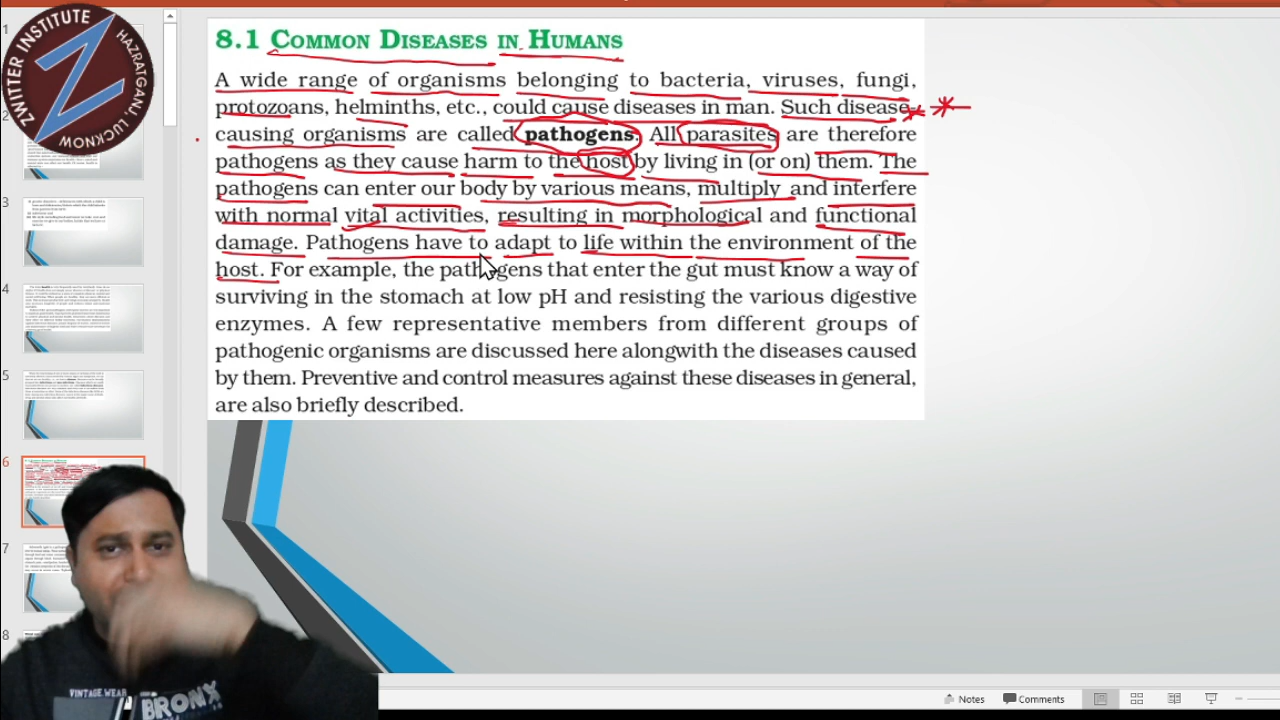 ZWITTER INSTITUTE
HAZRATGANJ, LUCKNOW
Z
8.1 COMMON DISEASES IN HUMANS
A wide range of organisms belonging to bacteria, viruses, fungi,
protozoans, helminths, etc., could cause diseases in man. Such disease-
causing organisms are called pathogens. All parasites are therefore
pathogens as they cause harm to the host by living in (or on) them. The
pathogens can enter our body by various means, multiply and interfere
with normal vital activities, resulting in morphological and functional
damage. Pathogens have to adapt to life within the environment of the
host. For example, the pathogens that enter the gut must know a way of
surviving in the stomach at low pH and resisting the various digestive
enzymes. A few representative members from different groups of
pathogenic organisms are discussed here alongwith the diseases caused
by them. Preventive and control measures against these diseases in general,
are also briefly described.
3
4
5
6
7
8
VINTAGE.WEAR
BRONX
Notes
Comments